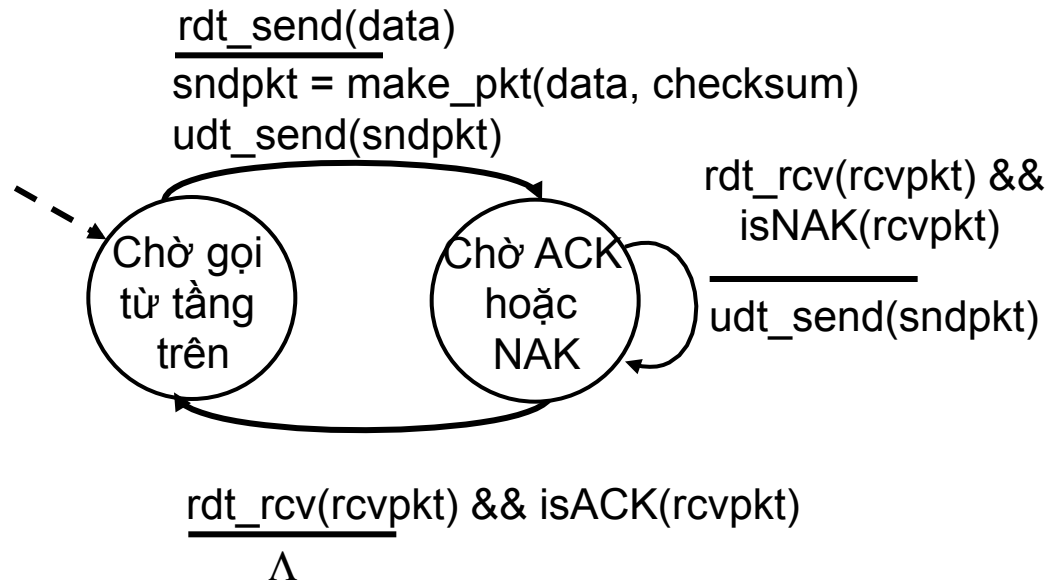 rdt_send(data)
sndpkt = make_pkt(data, checksum)
udt_send(sndpkt)
rdt_rcv(rcvpkt) &&
isNAK(rcvpkt)
udt_send(sndpkt)
Chờ gọi
từ tầng
trên
Chờ ACK
hoặc
NAK
rdt_rcv(rcvpkt) && isACK(rcvpkt)
Λ